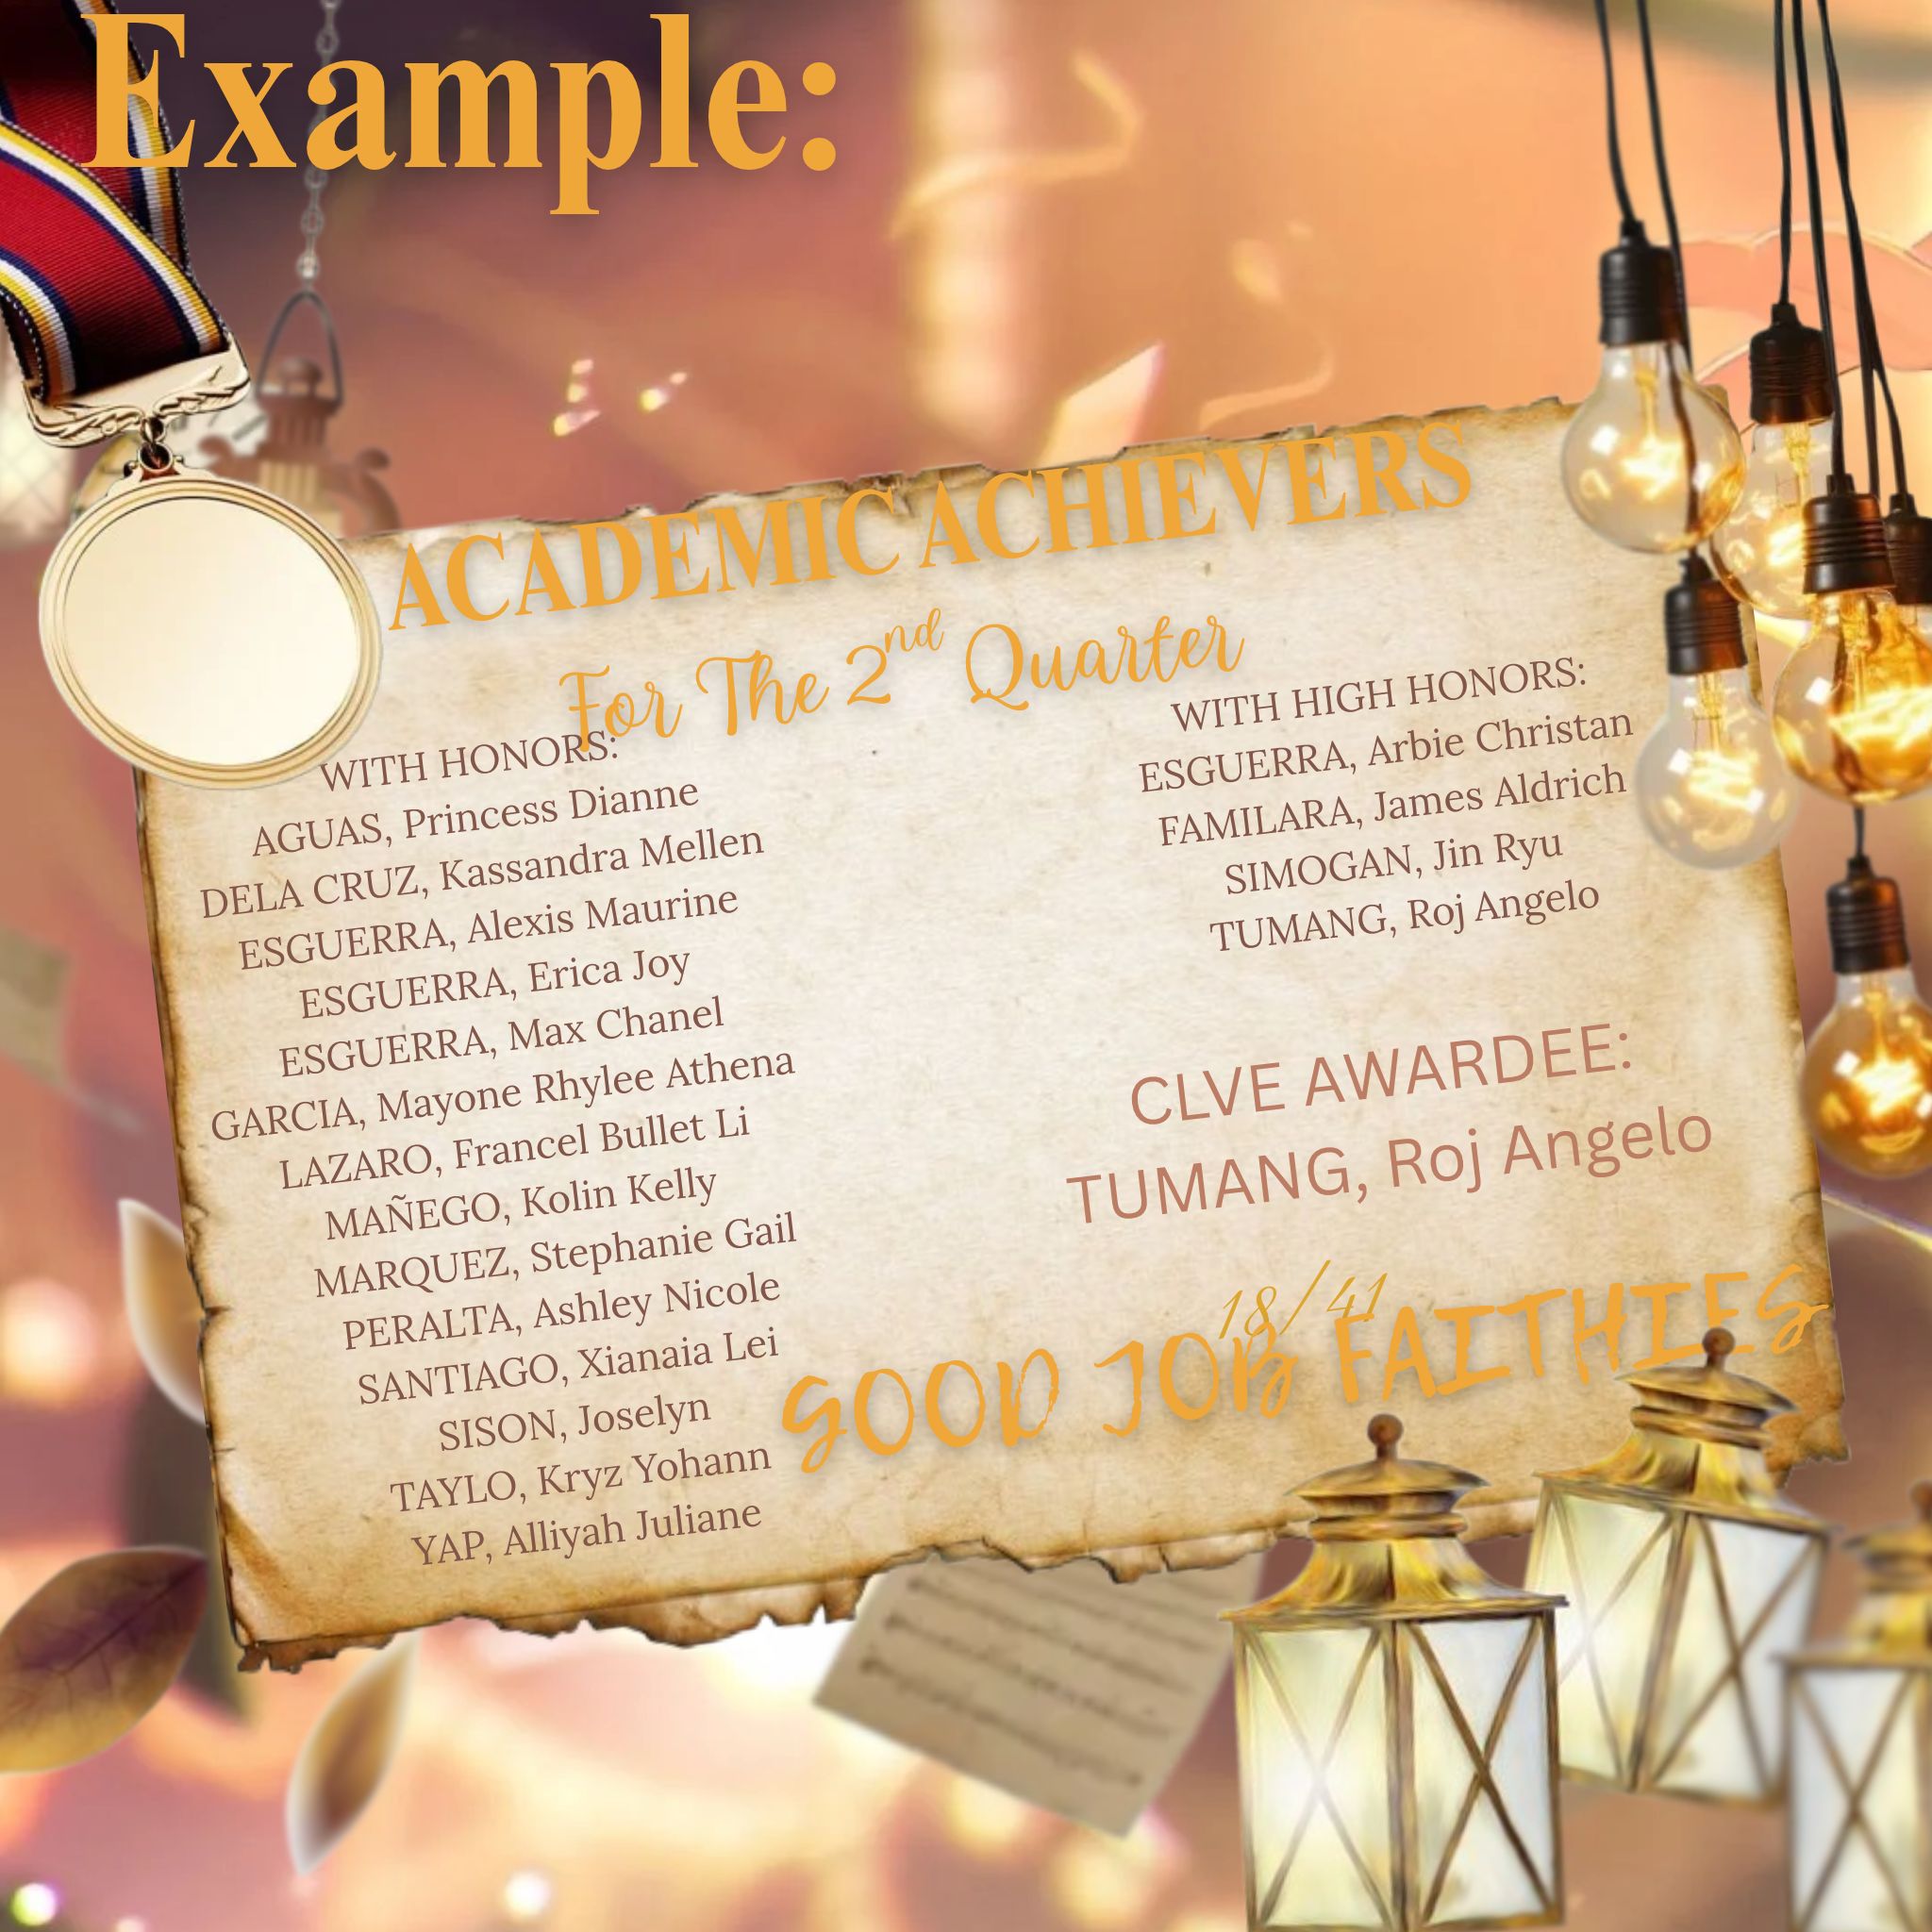 Example:
ACADEMIC ACHIEVERS
For The 2nd Quarter
WITH HONORS:
AGUAS, Princess Dianne
DELA CRUZ, Kassandra Mellen
ESGUERRA, Alexis Maurine
ESGUERRA, Erica Joy
ESGUERRA, Max Chanel
GARCIA, Mayone Rhylee Athena
LAZARO, Francel Bullet Li
MAÑEGO, Kolin Kelly
MARQUEZ, Stephanie Gail
PERALTA, Ashley Nicole
SANTIAGO, Xianaia Lei
SISON, Joselyn
TAYLO, Kryz Yohann
YAP, Alliyah Juliane
WITH HIGH HONORS:
ESGUERRA, Arbie Christan
FAMILARA, James Aldrich
SIMOGAN, Jin Ryu
TUMANG, Roj Angelo
CLVE AWARDEE:
TUMANG, Roj Angelo
18/41
GOOD JOB FAITHIES